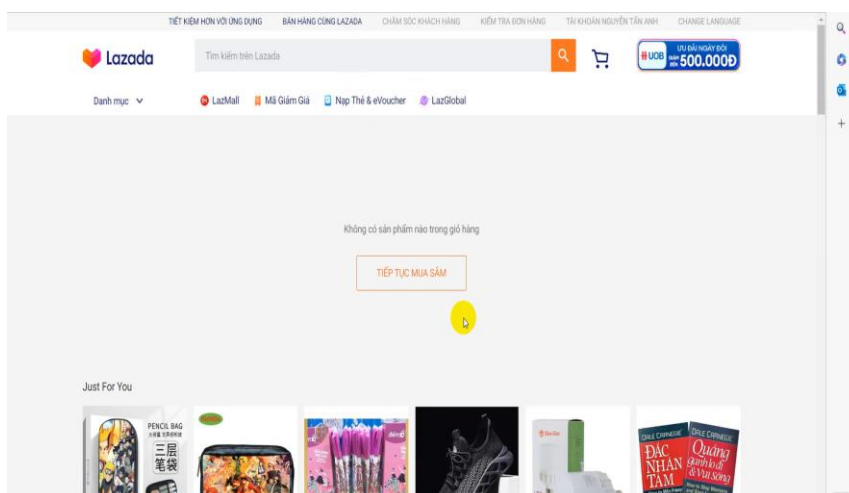 TIẾT KIỆM HƠN VỚI ỨNG DỤNG BÁN HÀNG CÙNG LAZADA CHĂM SÓC KHÁCH HÀNG KIỂM TRA ĐƠN HÀNG TÀI KHOẢN NGUYỄN TẤN ANH CHANGE LANGUAGE
Lazada Tìm kiếm trên Lazada UOB ƯU ĐÃI NGÀY ĐÔI
500.000Đ
Danh mục LazMall Mã Giảm Giá Nạp Thẻ & eVoucher LazGlobal
Không có sản phẩm nào trong giỏ hàng
TIẾP TỤC MUA SẮM
Just For You
PENCIL BAG
三层
笔袋
DALE CARNEGIE
ĐẮC
NHÂN
TÂM
DALE CARNEGIE
Quẳng
gánh lo đi
& Vui Sống